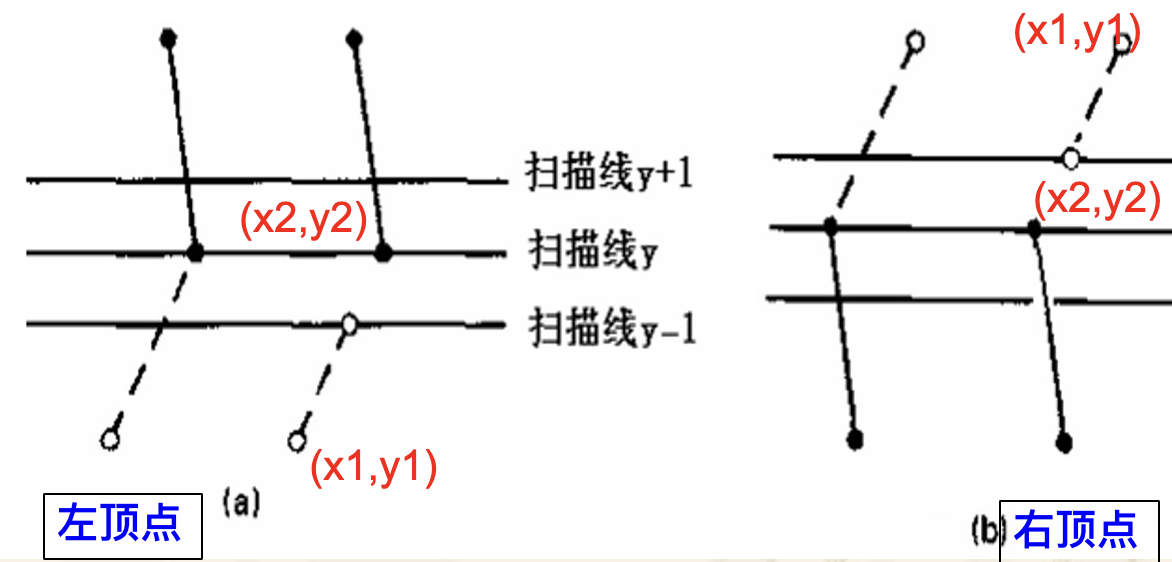 (x1,y1)
扫描线y+1
(x2,y2)
(x2,y2)
扫描线y
扫描线y-1
(x1,y1)
(a)
左顶点
(b)
右顶点